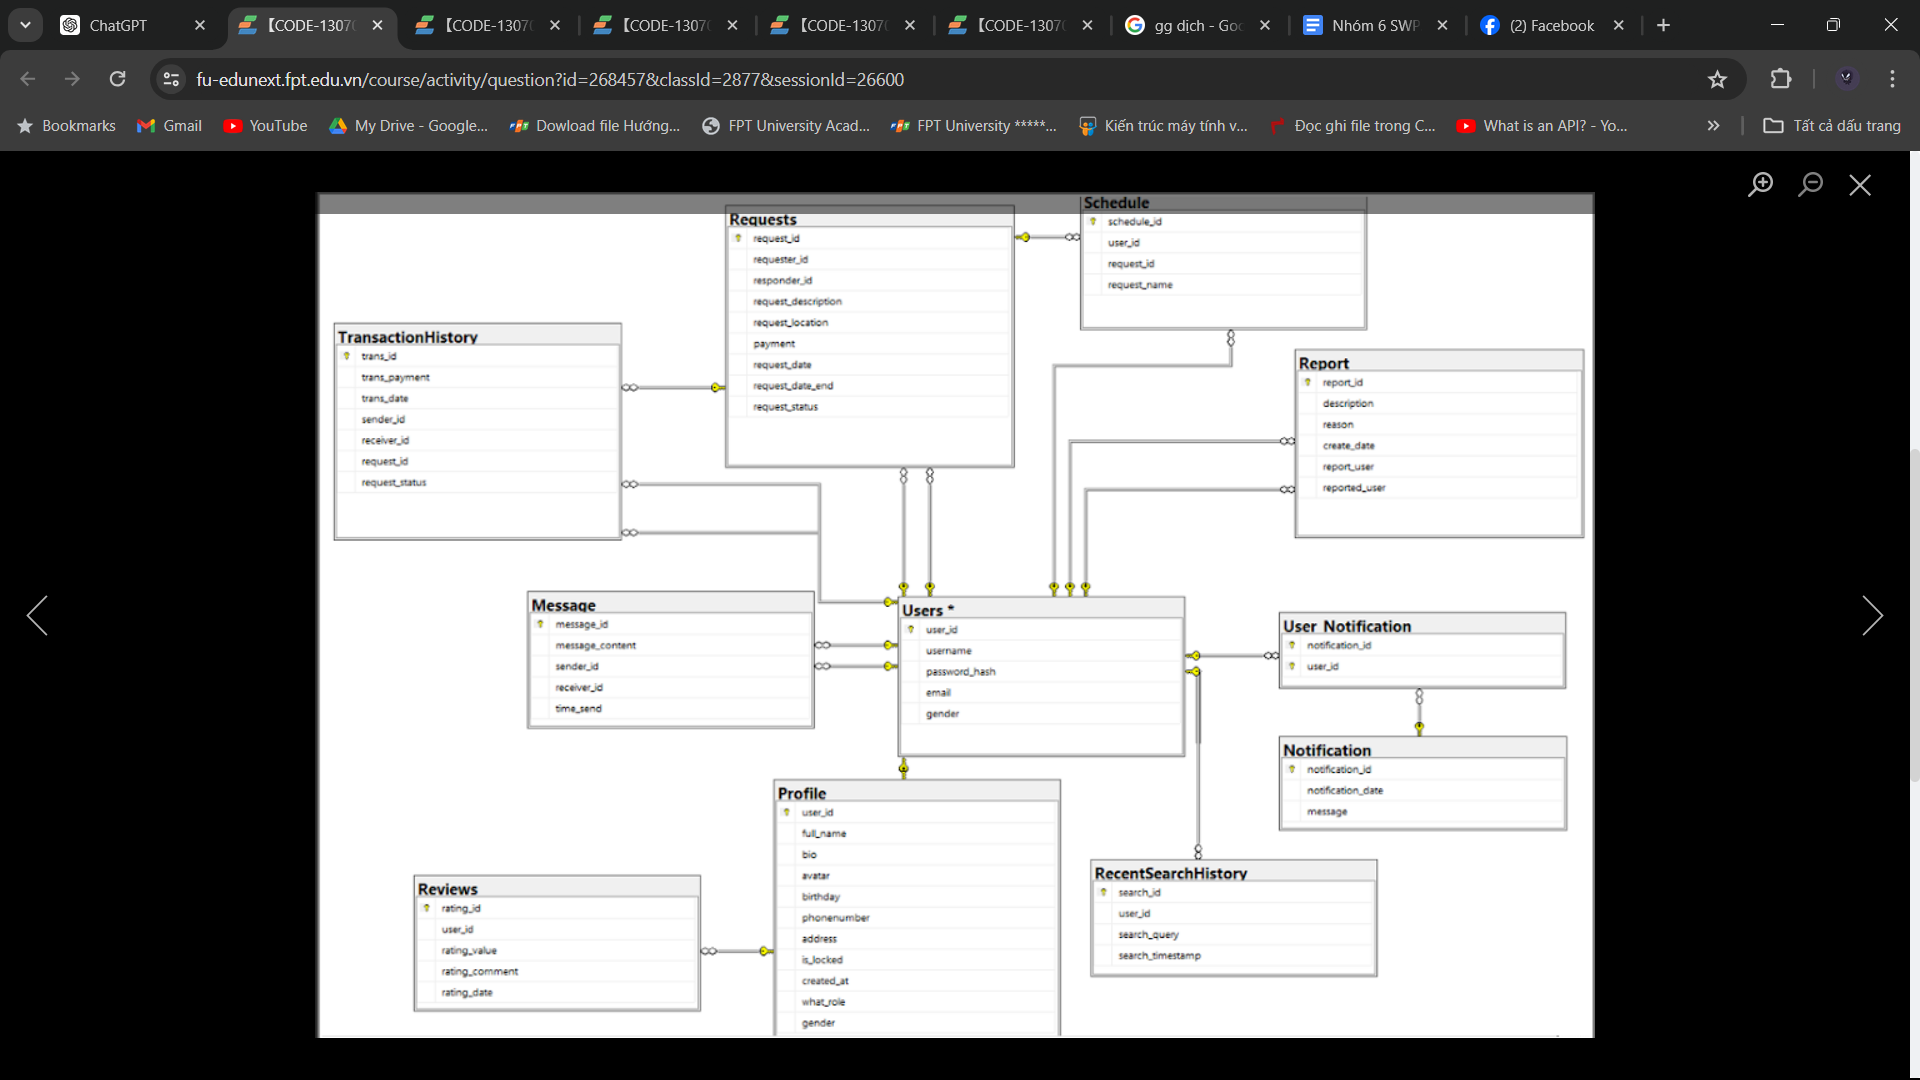 ChatGPT
【CODE-1307
【CODE-1307
【CODE-1307
【CODE-1307
【CODE-1307
gg dịch - Goo
Nhóm 6 SWP
(2) Facebook
fu-edunext.fpt.edu.vn/course/activity/question?id=268457&classId=2877&sessionId=26600
Bookmarks
Gmail
YouTube
My Drive - Google...
Dowload file Hướng...
FPT University Acad...
FPT University *****...
Kiến trúc máy tính v...
Đọc ghi file trong C...
What is an API? - Yo...
Tất cả dấu trang
Requests
request_id
requester_id
responder_id
request_description
request_location
payment
request_date
request_date_end
request_status
Schedule
schedule_id
user_id
request_id
request_name
TransactionHistory
trans_id
trans_payment
trans_date
sender_id
receiver_id
request_id
request_status
Report
report_id
description
reason
create_date
report_user
reported_user
Message
message_id
message_content
sender_id
receiver_id
time_send
Users *
user_id
username
password_hash
email
gender
User_Notification
notification_id
user_id
Notification
notification_id
notification_date
message
Profile
user_id
full_name
bio
avatar
birthday
phonenumber
address
is_locked
created_at
what_role
gender
Reviews
rating_id
user_id
rating_value
rating_comment
rating_date
RecentSearchHistory
search_id
user_id
search_query
search_timestamp